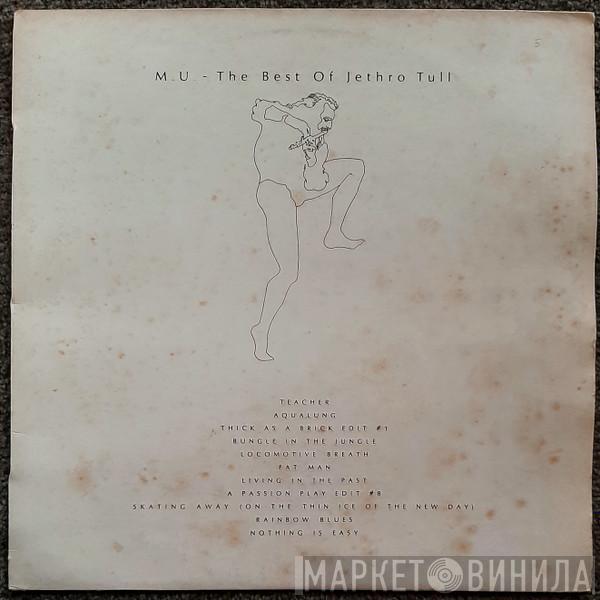 5
M.U. - The Best Of Jethro Tull
TEACHER
AQUALUNG
THICK AS A BRICK EDIT #1
BUNGLE IN THE JUNGLE
LOCOMOTIVE BREATH
FAT MAN
LIVING IN THE PAST
A PASSION PLAY EDIT #8
SKATING AWAY (ON THE THIN ICE OF THE NEW DAY)
RAINBOW BLUES
NOTHING IS EASY
МАРКЕТ ВИНИЛА